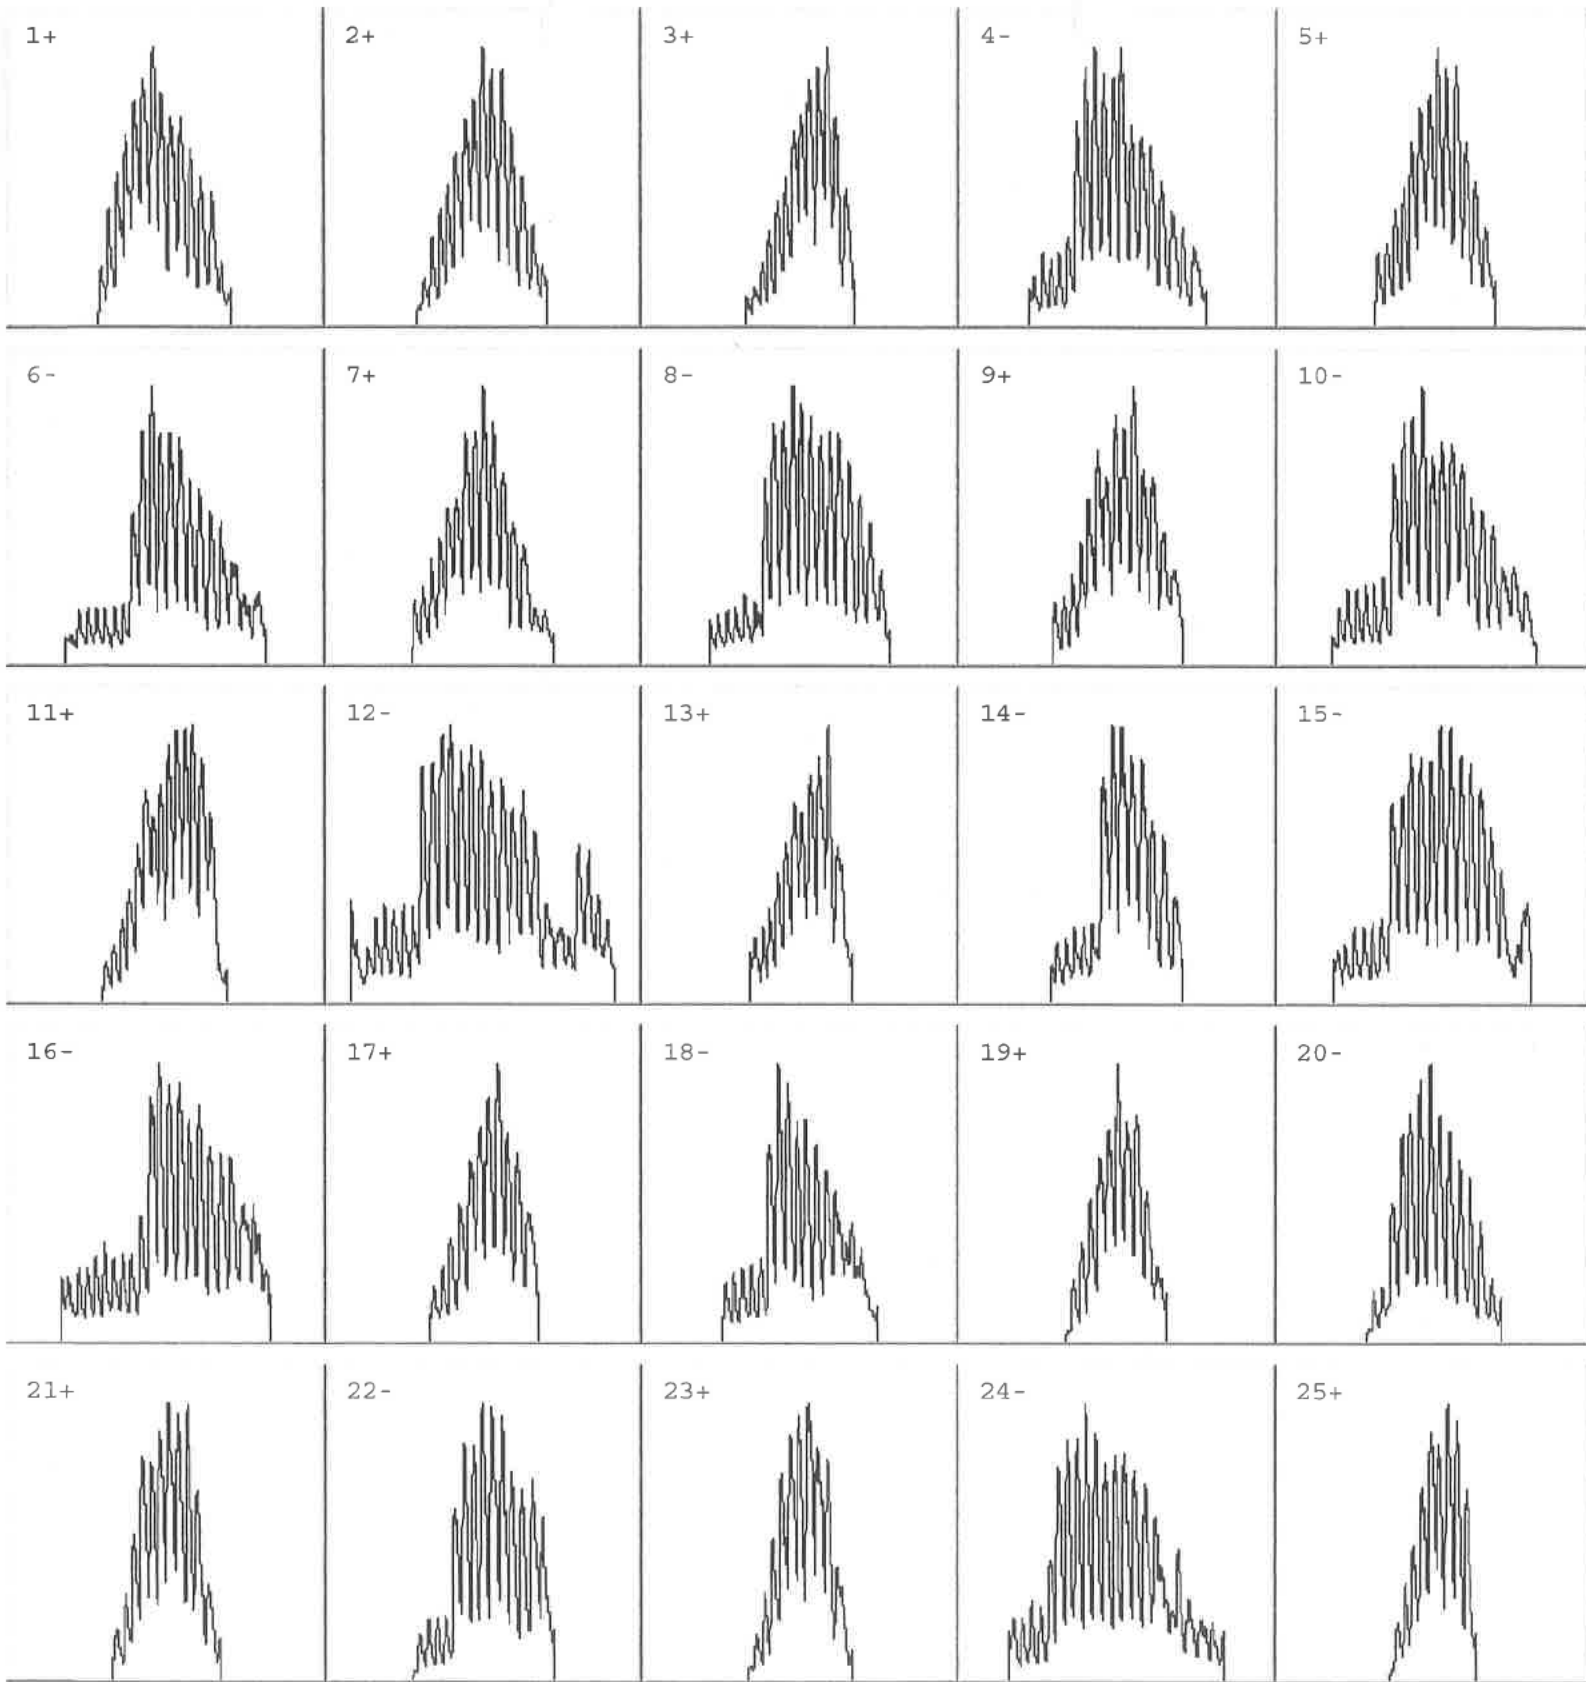 1+ 2+ 3+ 4- 5+
6- 7+ 8- 9+ 10-
11+ 12- 13+ 14- 15-
16- 17+ 18- 19+ 20-
21+ 22- 23+ 24- 25+